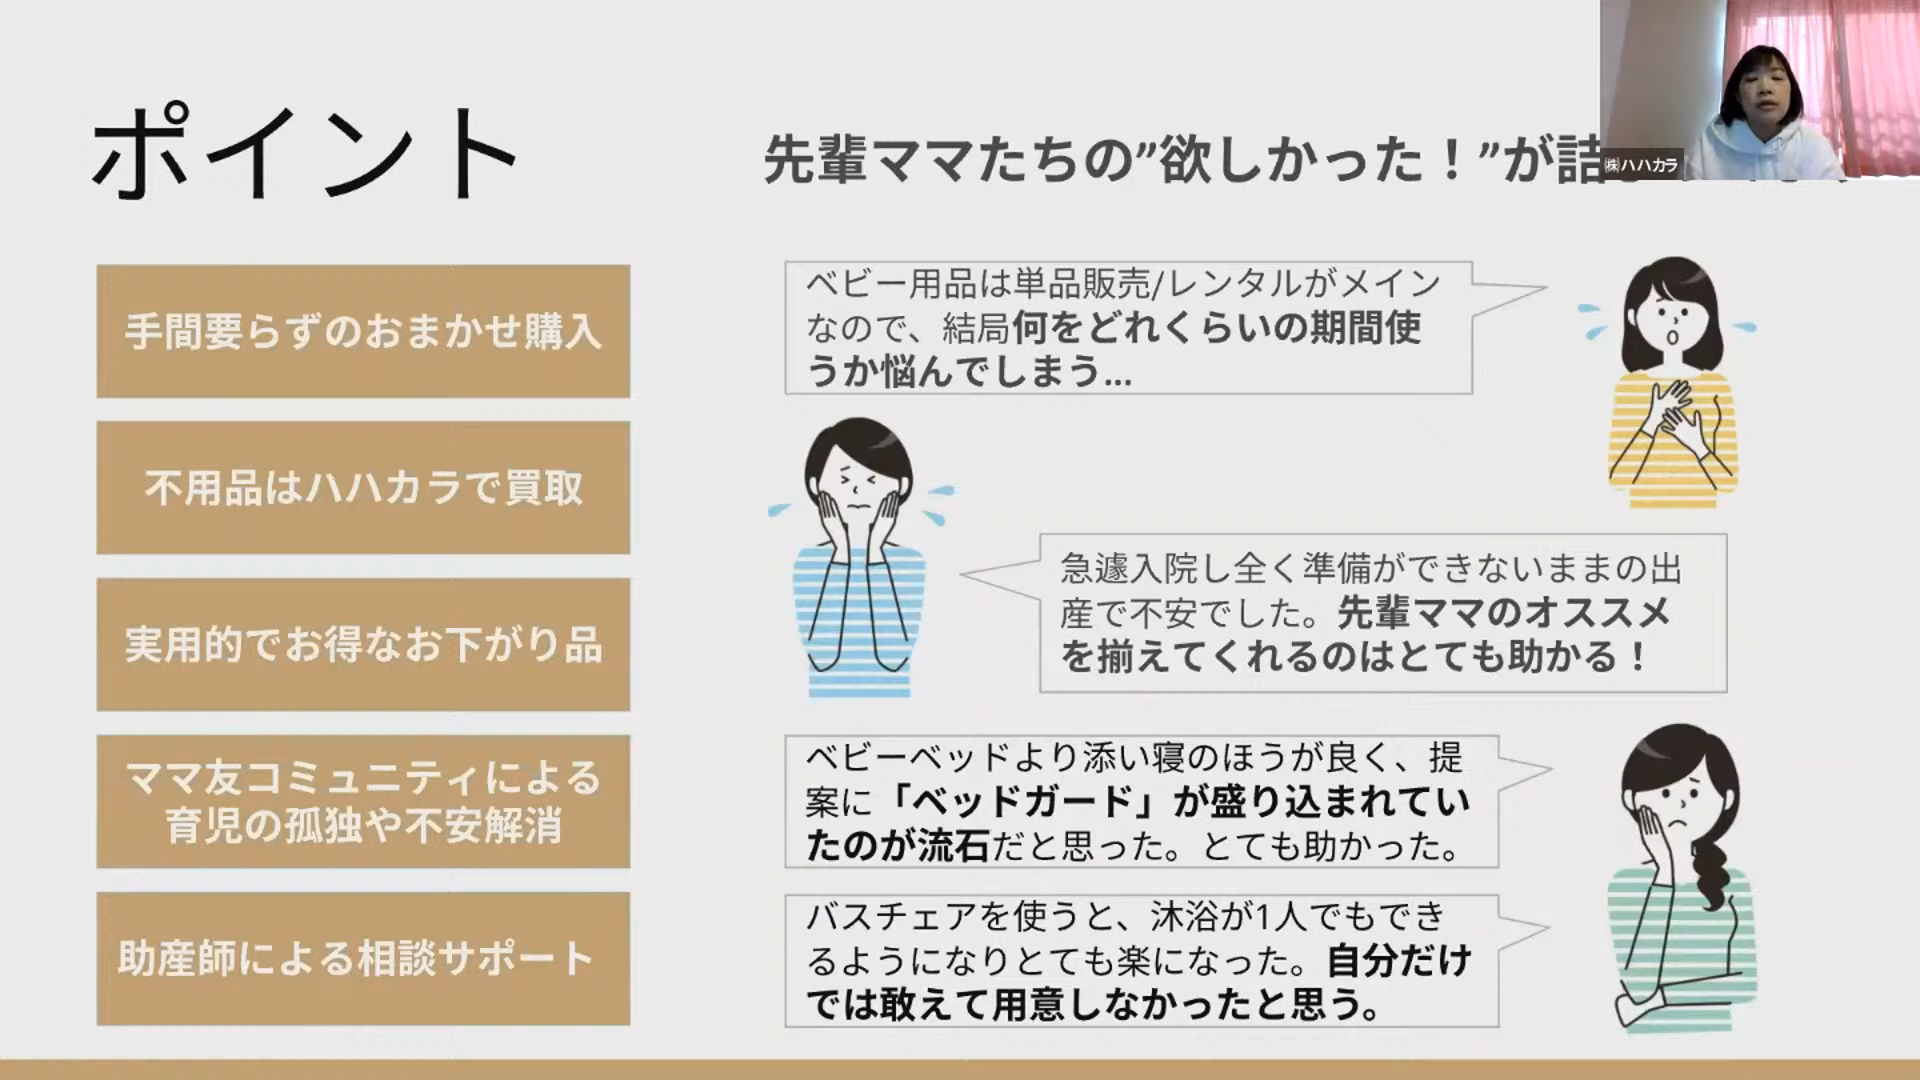 ポイント
先輩ママたちの”欲しかった！”が詰
㈱ハハカラ
手間要らずのおまかせ購入
不用品はハハカラで買取
実用的でお得なお下がり品
ママ友コミュニティによる
育児の孤独や不安解消
助産師による相談サポート
ベビー用品は単品販売/レンタルがメイン
なので、結局何をどれくらいの期間使
うか悩んでしまう...
急遽入院し全く準備ができないままの出
産で不安でした。先輩ママのオススメ
を揃えてくれるのはとても助かる！
ベビーベッドより添い寝のほうが良く、提
案に「ベッドガード」が盛り込まれてい
たのが流石だと思った。とても助かった。
バスチェアを使うと、沐浴が1人でもでき
るようになりとても楽になった。自分だけ
では敢えて用意しなかったと思う。